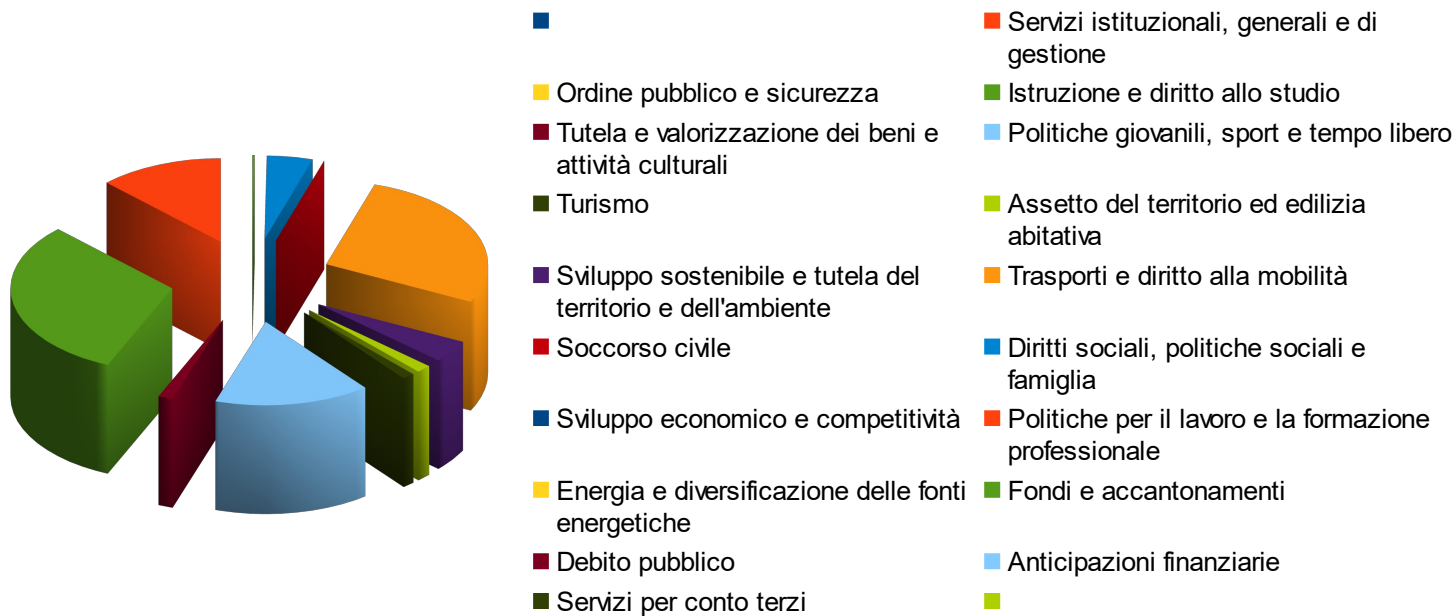 Servizi istituzionali, generali e di
gestione
Ordine pubblico e sicurezza
Istruzione e diritto allo studio
Tutela e valorizzazione dei beni e
attività culturali
Politiche giovanili, sport e tempo libero
Turismo
Assetto del territorio ed edilizia
abitativa
Sviluppo sostenibile e tutela del
territorio e dell'ambiente
Trasporti e diritto alla mobilità
Soccorso civile
Diritti sociali, politiche sociali e
famiglia
Sviluppo economico e competitività
Politiche per il lavoro e la formazione
professionale
Energia e diversificazione delle fonti
energetiche
Fondi e accantonamenti
Debito pubblico
Anticipazioni finanziarie
Servizi per conto terzi